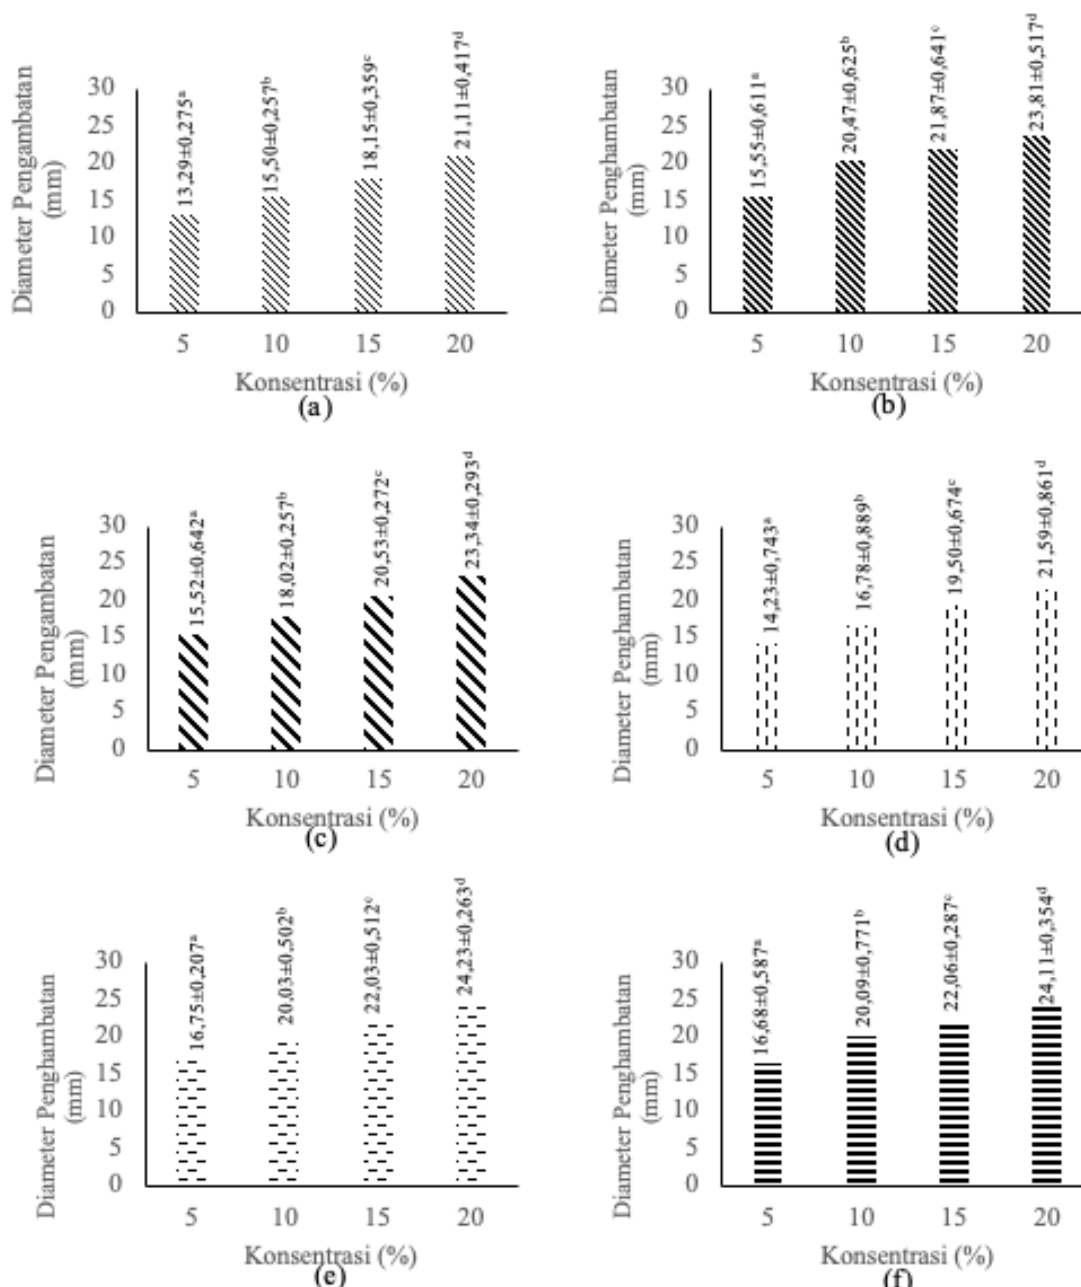 Diameter Pengambatan
(mm)
30
25
20
15
10
5
0
13,29±0,275ᵃ
15,50±0,257ᵇ
18,15±0,359ᶜ
21,11±0,417ᵈ
5 10 15 20
Konsentrasi (%)
(a)
Diameter Penghambatan
(mm)
30
25
20
15
10
5
0
15,55±0,611ᵃ
20,47±0,625ᵇ
21,87±0,641ᶜ
23,81±0,517ᵈ
5 10 15 20
Konsentrasi (%)
(b)
Diameter Pengambatan
(mm)
30
25
20
15
10
5
0
15,52±0,642ᵃ
18,02±0,257ᵇ
20,53±0,272ᶜ
23,34±0,293ᵈ
5 10 15 20
Konsentrasi (%)
(c)
Diameter Penghambatan
(mm)
30
25
20
15
10
5
0
14,23±0,743ᵃ
16,78±0,889ᵇ
19,50±0,674ᶜ
21,59±0,861ᵈ
5 10 15 20
Konsentrasi (%)
(d)
Diameter Penghambatan
(mm)
30
25
20
15
10
5
0
16,75±0,207ᵃ
20,03±0,502ᵇ
22,03±0,512ᶜ
24,23±0,263ᵈ
5 10 15 20
Konsentrasi (%)
(e)
Diameter Penghambatan
(mm)
30
25
20
15
10
5
0
16,68±0,587ᵃ
20,09±0,771ᵇ
22,06±0,287ᶜ
24,11±0,354ᵈ
5 10 15 20
Konsentrasi (%)
(f)